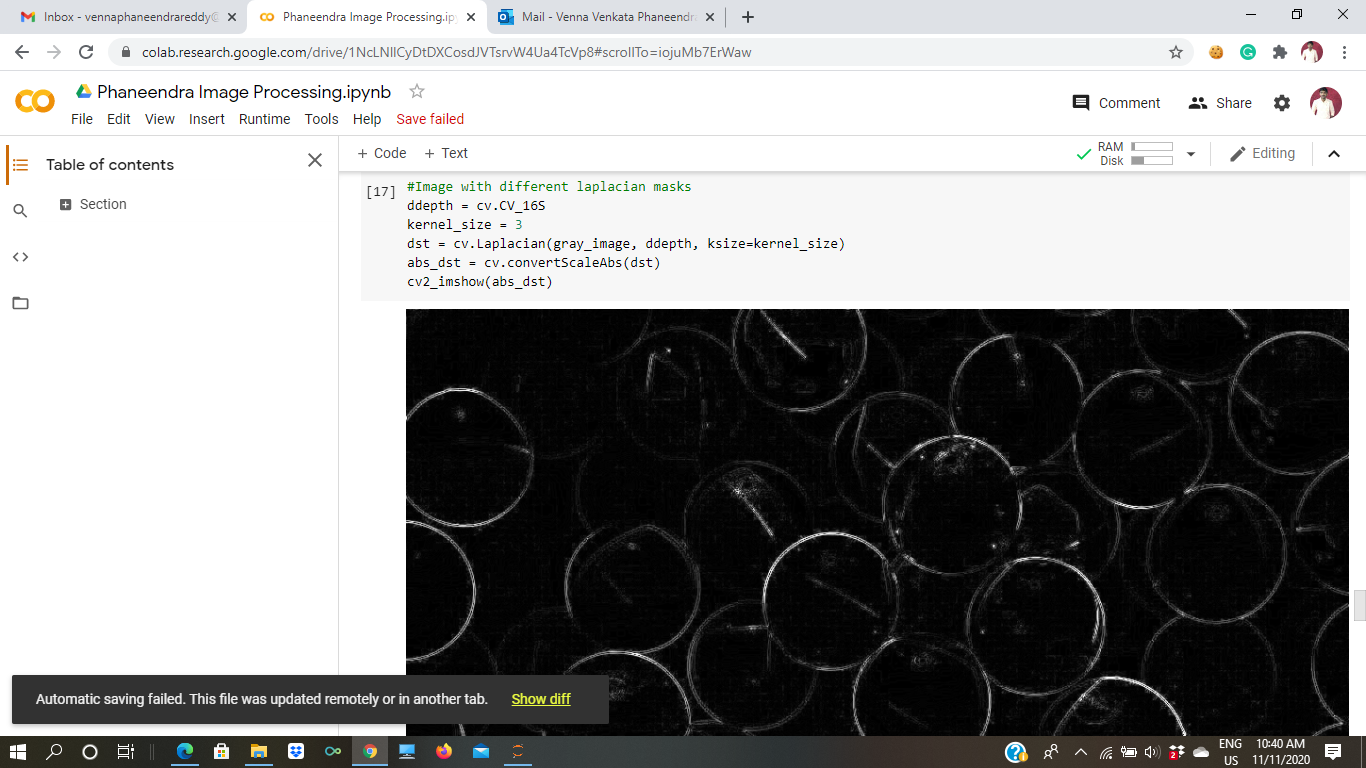 Inbox - vennaphaneendrareddy@
Phaneendra Image Processing.ip
Mail - Venna Venkata Phaneendr
colab.research.google.com/drive/1NcLNIlCyDtDXCosdJVTsrvW4Ua4TcVp8#scrollTo=iojuMb7ErWaw
Phaneendra Image Processing.ipynb
File Edit View Insert Runtime Tools Help Save failed
Comment
Share
Table of contents
Section
+ Code + Text
RAM
Disk
Editing
[17] #Image with different laplacian masks
ddepth = cv.CV_16S
kernel_size = 3
dst = cv.Laplacian(gray_image, ddepth, ksize=kernel_size)
abs_dst = cv.convertScaleAbs(dst)
cv2_imshow(abs_dst)
Automatic saving failed. This file was updated remotely or in another tab. Show diff
ENG
US
10:40 AM
11/11/2020